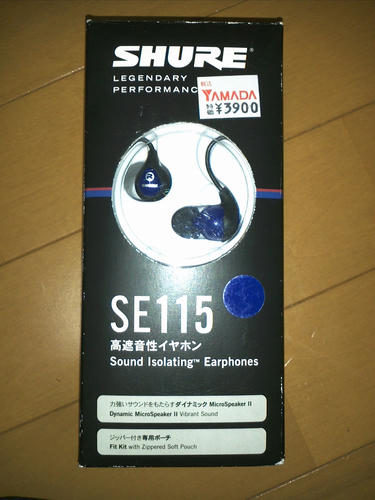 SHURE®
LEGENDARY
PERFORMANC
YAMADA
特価 ¥3900
R
SE115
高遮音性イヤホン
Sound Isolating™ Earphones
力強いサウンドをもたらすダイナミック MicroSpeaker II
Dynamic MicroSpeaker II Vibrant Sound
ジッパー付き専用ポーチ
Fit Kit with Zippered Soft Pouch